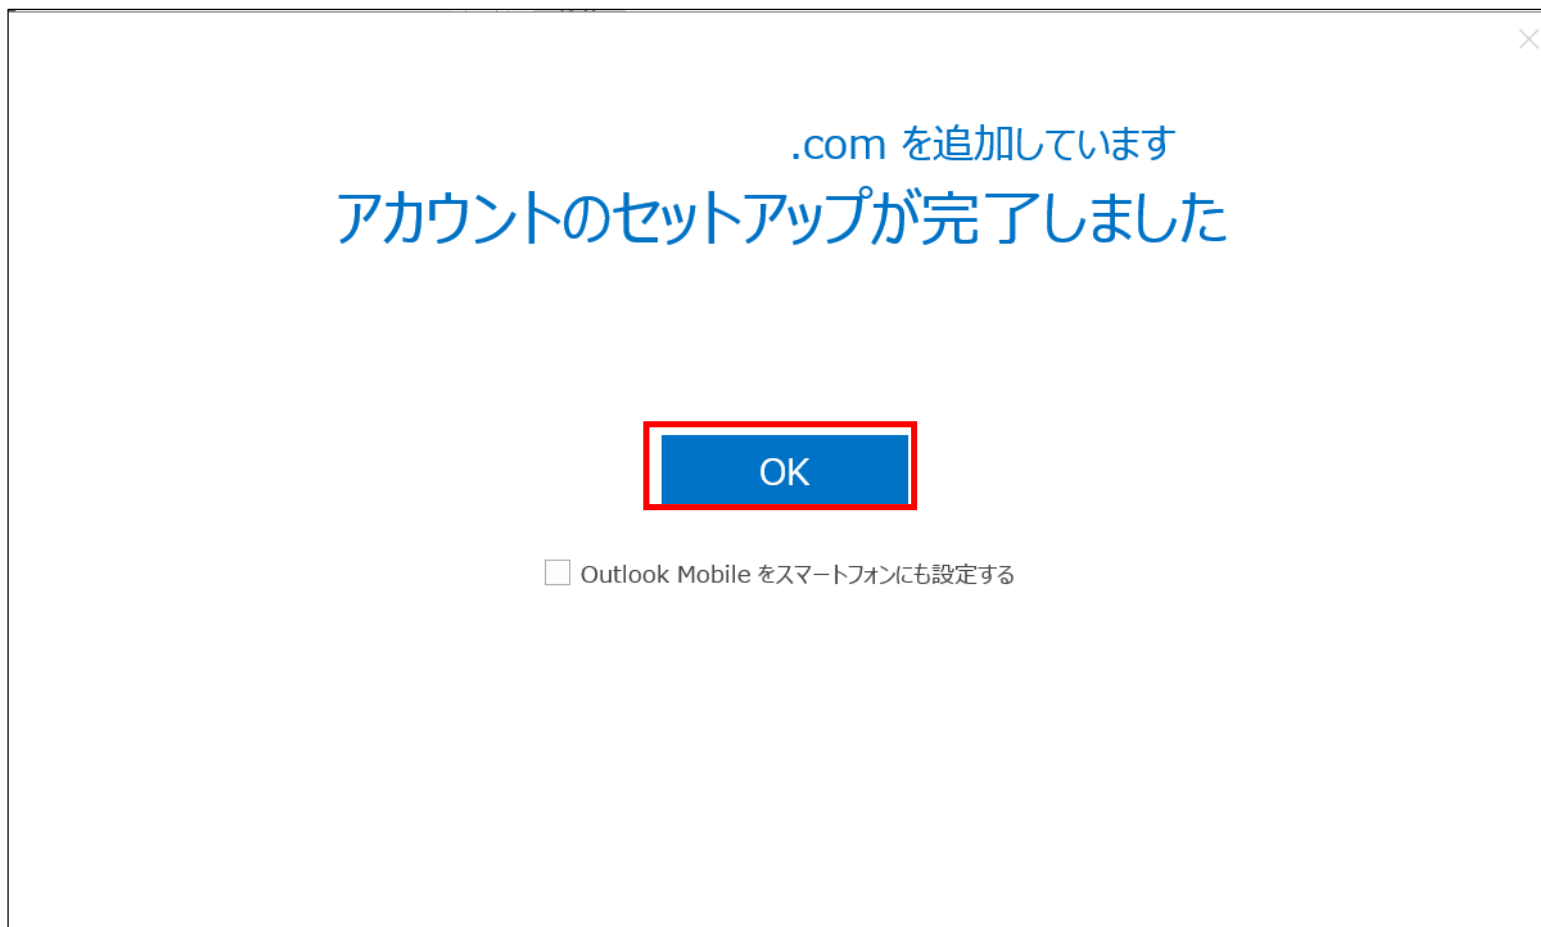 .com を追加しています
アカウントのセットアップが完了しました
OK
Outlook Mobile をスマートフォンにも設定する